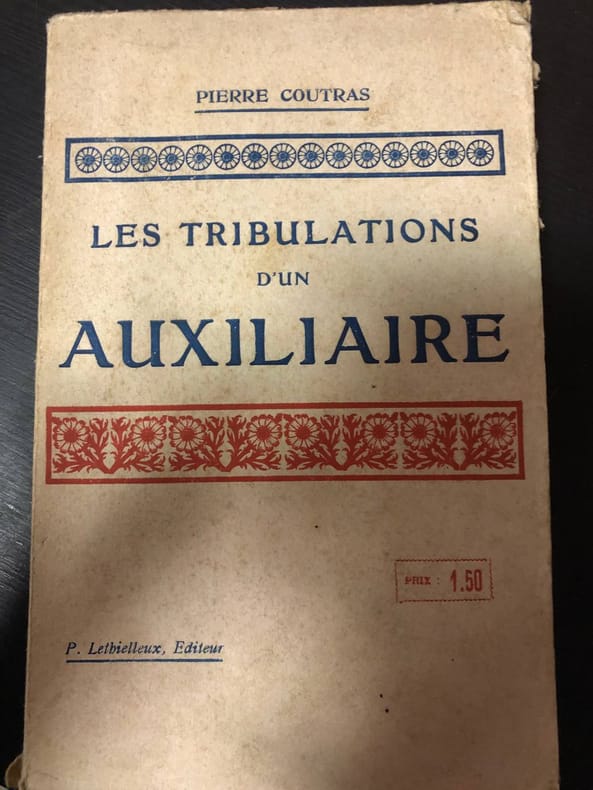 PIERRE COUTRAS
LES TRIBULATIONS
D'UN
AUXILIAIRE
PRIX : 1.50
P. Lethielleux, Editeur